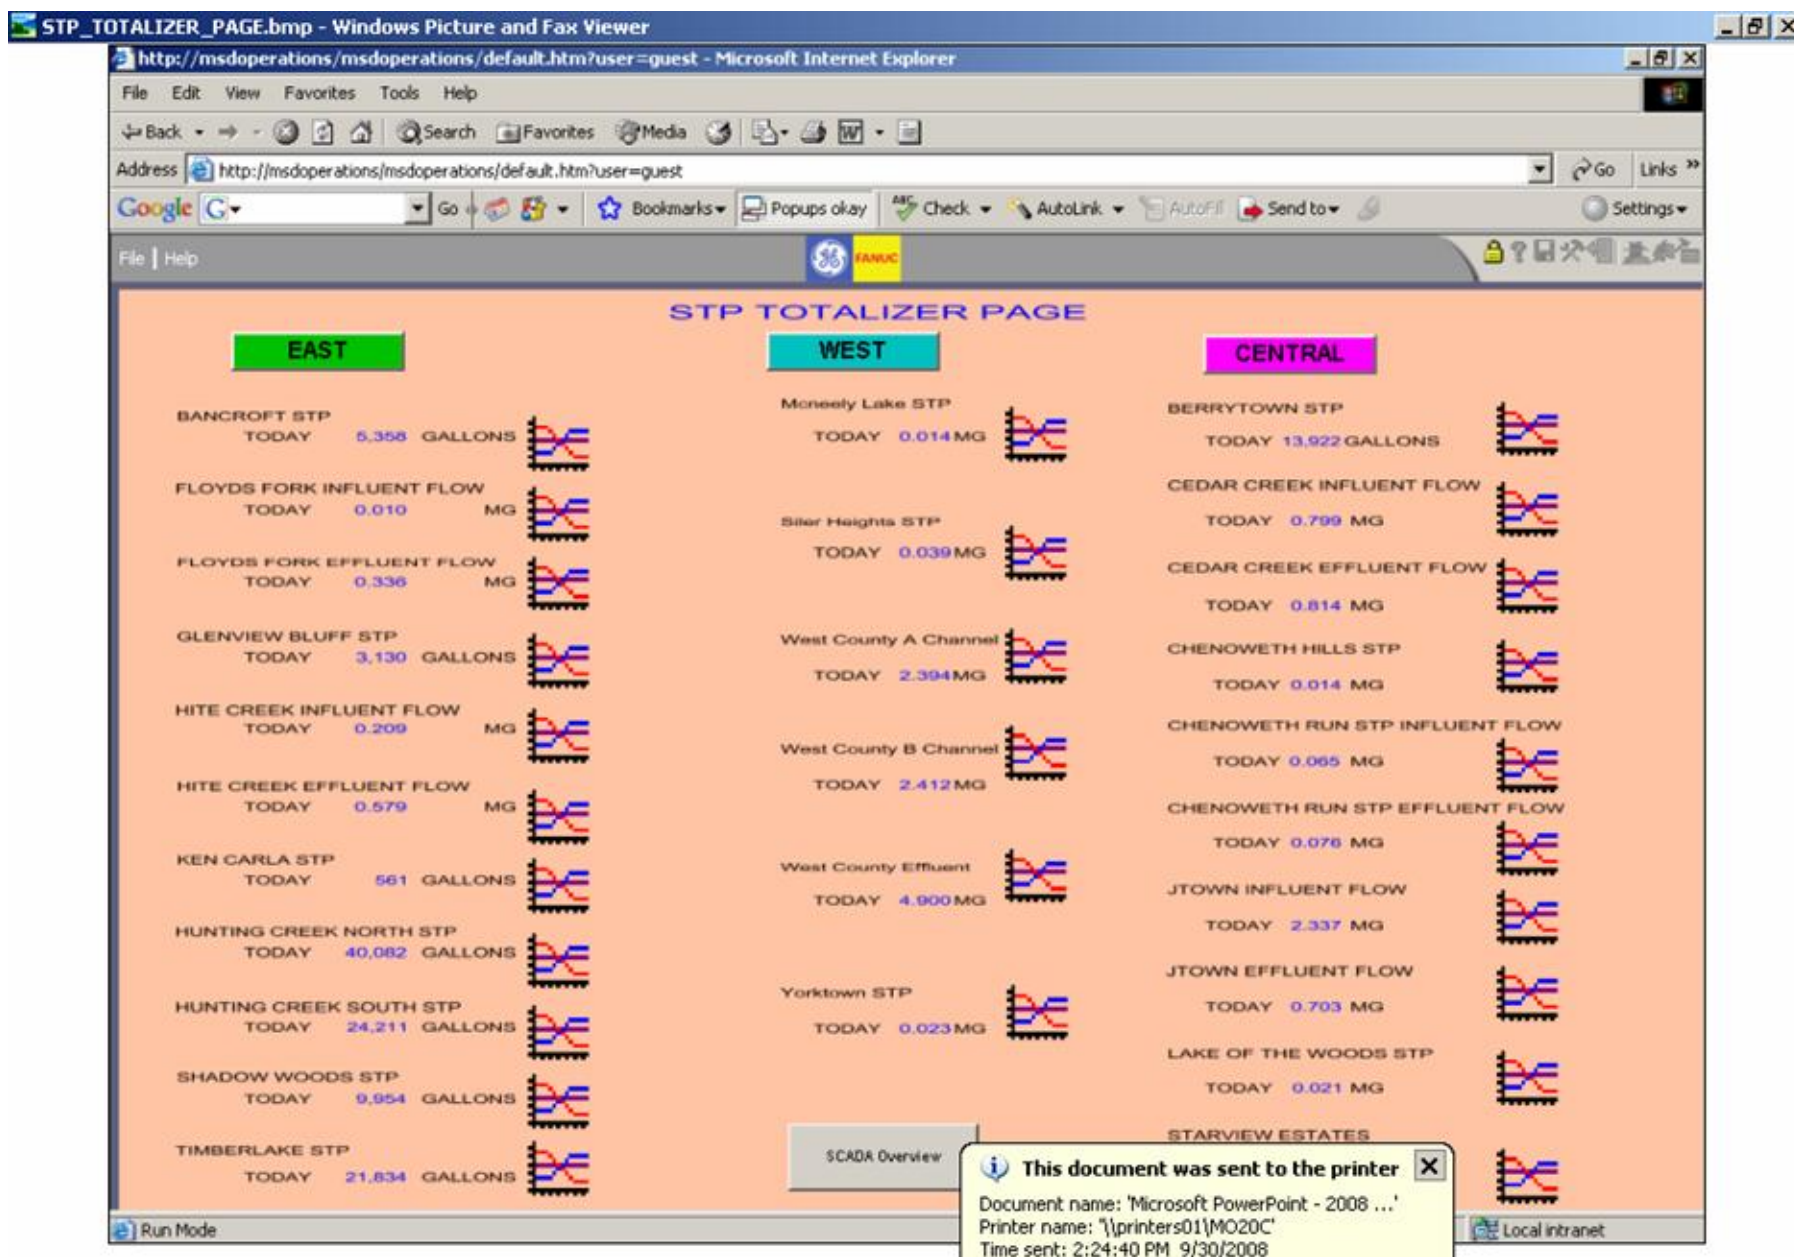 STP_TOTALIZER_PAGE.bmp - Windows Picture and Fax Viewer
http://msdoperations/msdoperations/default.htm?user=guest - Microsoft Internet Explorer
File Edit View Favorites Tools Help
Back Search Favorites Media
Address http://msdoperations/msdoperations/default.htm?user=guest Go Links »
Google G Go Bookmarks Popups okay ABC Check AutoLink AutoFill Send to Settings
File | Help
GE FANUC
STP TOTALIZER PAGE
EAST
BANCROFT STP
TODAY 5,358 GALLONS
FLOYDS FORK INFLUENT FLOW
TODAY 0.010 MG
FLOYDS FORK EFFLUENT FLOW
TODAY 0.336 MG
GLENVIEW BLUFF STP
TODAY 3,130 GALLONS
HITE CREEK INFLUENT FLOW
TODAY 0.209 MG
HITE CREEK EFFLUENT FLOW
TODAY 0.579 MG
KEN CARLA STP
TODAY 561 GALLONS
HUNTING CREEK NORTH STP
TODAY 40,082 GALLONS
HUNTING CREEK SOUTH STP
TODAY 24,211 GALLONS
SHADOW WOODS STP
TODAY 9,954 GALLONS
TIMBERLAKE STP
TODAY 21,834 GALLONS
WEST
Mcneely Lake STP
TODAY 0.014 MG
Siler Heights STP
TODAY 0.039 MG
West County A Channel
TODAY 2.394 MG
West County B Channel
TODAY 2.412 MG
West County Effluent
TODAY 4.900 MG
Yorktown STP
TODAY 0.023 MG
SCADA Overview
CENTRAL
BERRYTOWN STP
TODAY 13,922 GALLONS
CEDAR CREEK INFLUENT FLOW
TODAY 0.799 MG
CEDAR CREEK EFFLUENT FLOW
TODAY 0.814 MG
CHENOWETH HILLS STP
TODAY 0.014 MG
CHENOWETH RUN STP INFLUENT FLOW
TODAY 0.065 MG
CHENOWETH RUN STP EFFLUENT FLOW
TODAY 0.076 MG
JTOWN INFLUENT FLOW
TODAY 2.337 MG
JTOWN EFFLUENT FLOW
TODAY 0.703 MG
LAKE OF THE WOODS STP
TODAY 0.021 MG
STARVIEW ESTATES
This document was sent to the printer
Document name: 'Microsoft PowerPoint - 2008 ...'
Printer name: '\\printers01\MO20C'
Time sent: 2:24:40 PM 9/30/2008
Run Mode
Local intranet